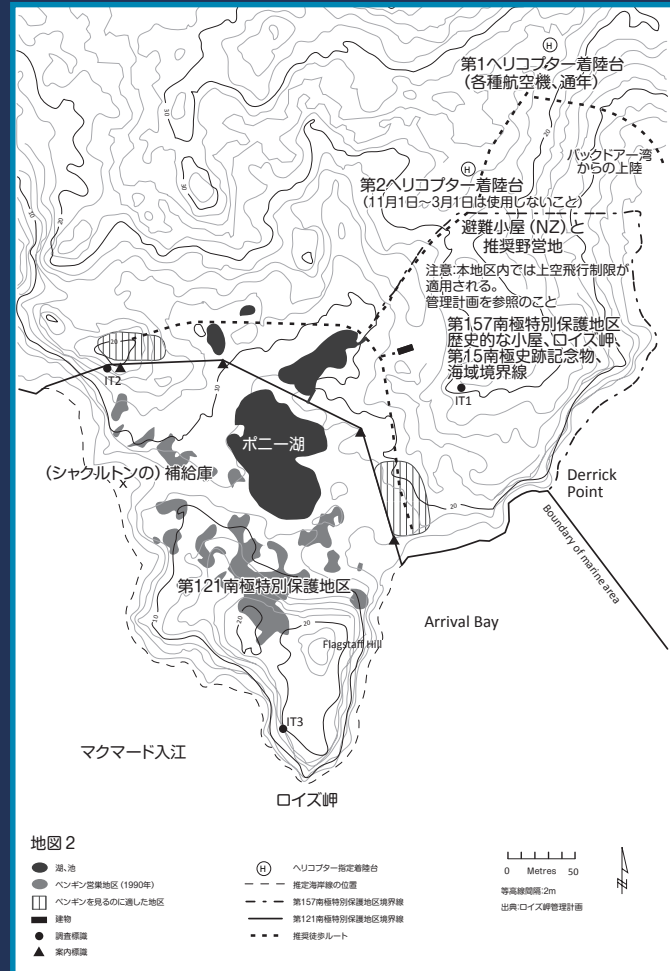 第1ヘリコプター着陸台
(各種航空機、通年)
バックドアー湾
からの上陸
第2ヘリコプター着陸台
(11月1日〜3月1日は使用しないこと)
避難小屋(NZ)と
推奨野営地
注意:本地区内では上空飛行制限が
適用される。
管理計画を参照のこと
第157南極特別保護地区
歴史的な小屋、ロイズ岬、
第15南極史跡記念物、
海域境界線
IT1
IT2
ポニー湖
(シャクルトンの)補給庫
x
Derrick
Point
Boundary of marine area
第121南極特別保護地区
Arrival Bay
Flagstaff Hill
IT3
マクマード入江
ロイズ岬
H
H
10
30
30
20
10
20
10
20
20
10
20
20
地図2
湖、池
ペンギン営巣地区(1990年)
ペンギンを見るのに適した地区
建物
調査標識
案内標識
H ヘリコプター指定着陸台
推定海岸線の位置
第157南極特別保護地区境界線
第121南極特別保護地区境界線
推奨徒歩ルート
0 Metres 50
等高線間隔:2m
出典:ロイズ岬管理計画
N